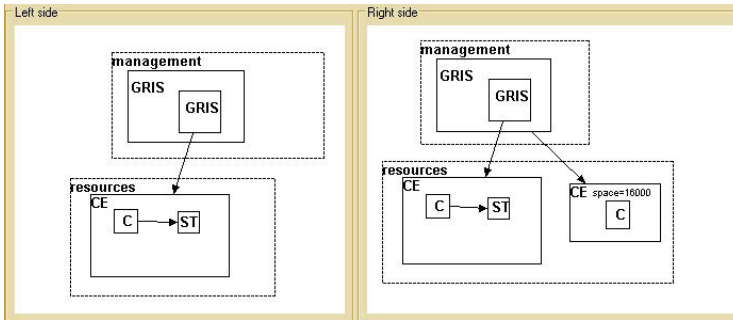 Left side
management
GRIS
GRIS
resources
CE
C
ST
Right side
management
GRIS
GRIS
resources
CE
C
ST
CE space=16000
C